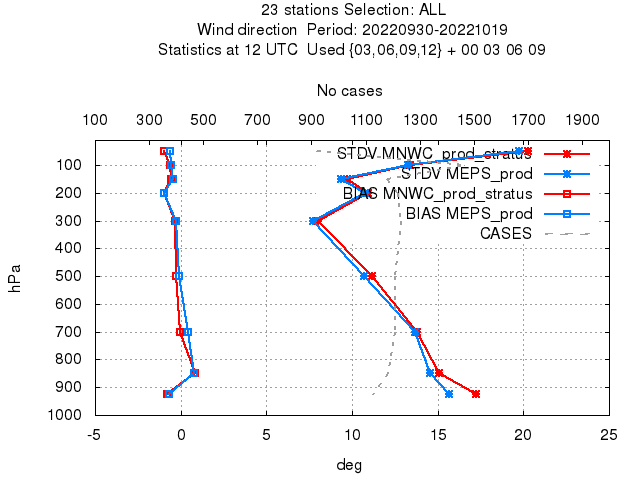 23 stations Selection: ALL
Wind direction  Period: 20220930-20221019
Statistics at 12 UTC  Used {03,06,09,12} + 00 03 06 09
No cases
100 300 500 700 900 1100 1300 1500 1700 1900
STDV MNWC_prod_stratus
STDV MEPS_prod
BIAS MNWC_prod_stratus
BIAS MEPS_prod
CASES
100
200
300
400
500
600
700
800
900
1000
hPa
-5 0 5 10 15 20 25
deg